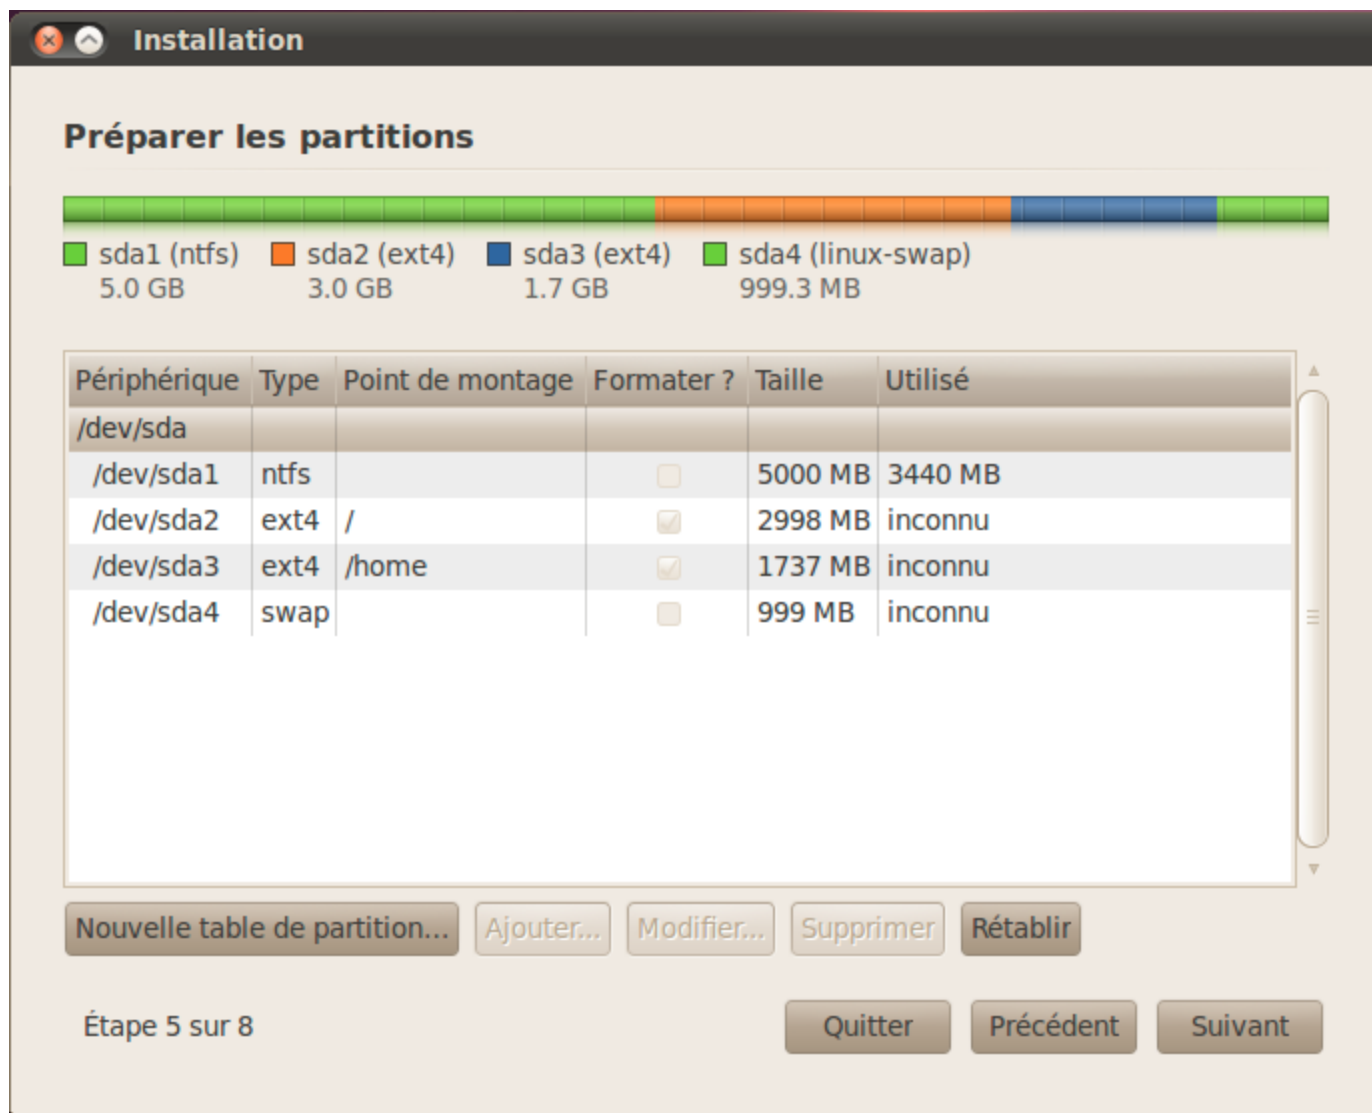 Installation
Préparer les partitions
sda1 (ntfs) sda2 (ext4) sda3 (ext4) sda4 (linux-swap)
5.0 GB 3.0 GB 1.7 GB 999.3 MB
Périphérique Type Point de montage Formater ? Taille Utilisé
/dev/sda
/dev/sda1 ntfs 5000 MB 3440 MB
/dev/sda2 ext4 / 2998 MB inconnu
/dev/sda3 ext4 /home 1737 MB inconnu
/dev/sda4 swap 999 MB inconnu
Nouvelle table de partition... Ajouter... Modifier... Supprimer Rétablir
Étape 5 sur 8 Quitter Précédent Suivant